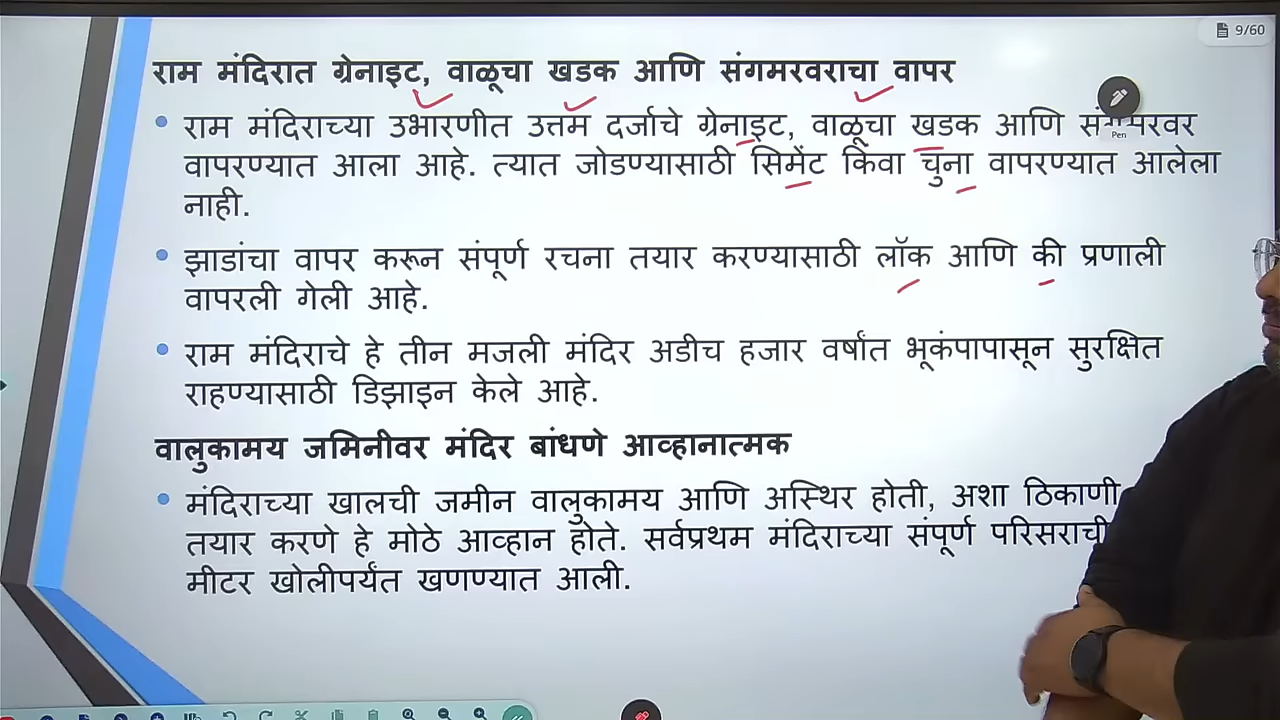 9/60
राम मंदिरात ग्रेनाइट, वाळूचा खडक आणि संगमरवराचा वापर
राम मंदिराच्या उभारणीत उत्तम दर्जाचे ग्रेनाइट, वाळूचा खडक आणि
Pen
वापरण्यात आला आहे. त्यात जोडण्यासाठी सिमेंट किंवा चुना वापरण्यात आलेला
नाही.
झाडांचा वापर करून संपूर्ण रचना तयार करण्यासाठी लॉक आणि की प्रणाली
वापरली गेली आहे.
राम मंदिराचे हे तीन मजली मंदिर अडीच हजार वर्षांत भूकंपापासून सुरक्षित
राहण्यासाठी डिझाइन केले आहे.
वालुकामय जमिनीवर मंदिर बांधणे आव्हानात्मक
मंदिराच्या खालची जमीन वालुकामय आणि अस्थिर होती, अशा ठिकाणी
तयार करणे हे मोठे आव्हान होते. सर्वप्रथम मंदिराच्या संपूर्ण परिसराची
मीटर खोलीपर्यंत खणण्यात आली.